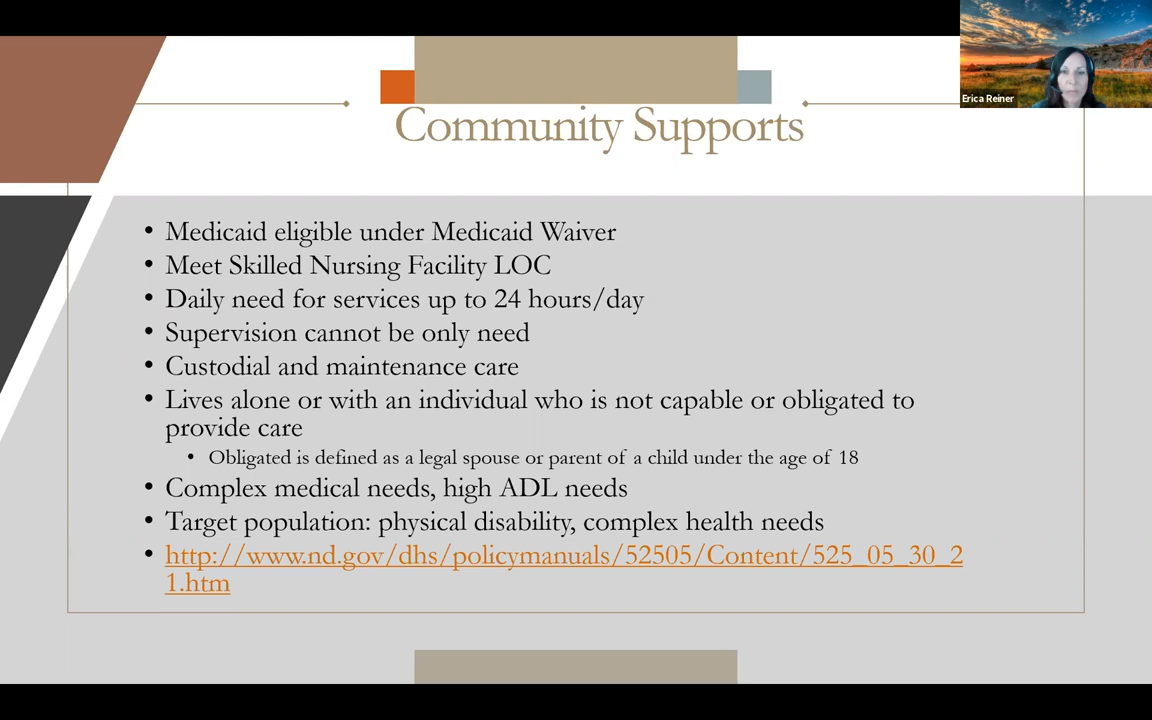 Erica Reiner
Community Supports
• Medicaid eligible under Medicaid Waiver
• Meet Skilled Nursing Facility LOC
• Daily need for services up to 24 hours/day
• Supervision cannot be only need
• Custodial and maintenance care
• Lives alone or with an individual who is not capable or obligated to
provide care
• Obligated is defined as a legal spouse or parent of a child under the age of 18
• Complex medical needs, high ADL needs
• Target population: physical disability, complex health needs
• http://www.nd.gov/dhs/policymanuals/52505/Content/525_05_30_2
1.htm